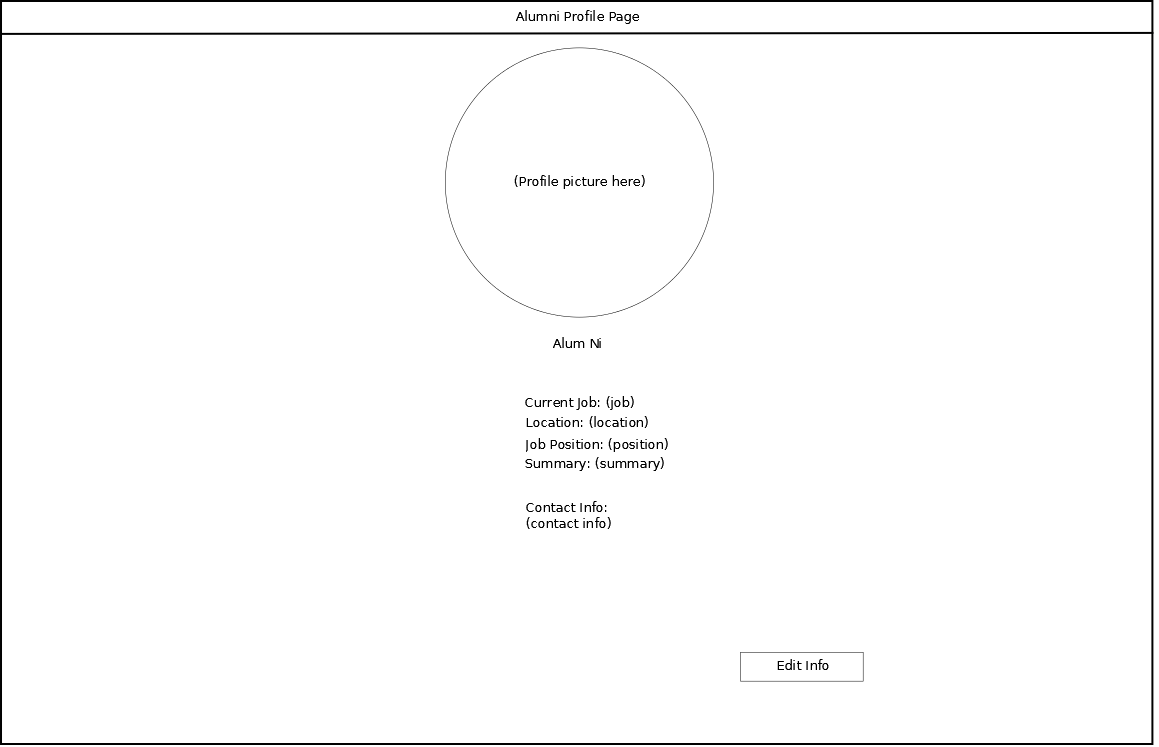 Alumni Profile Page
(Profile picture here)
Alum Ni
Current Job: (job)
Location: (location)
Job Position: (position)
Summary: (summary)
Contact Info:
(contact info)
Edit Info